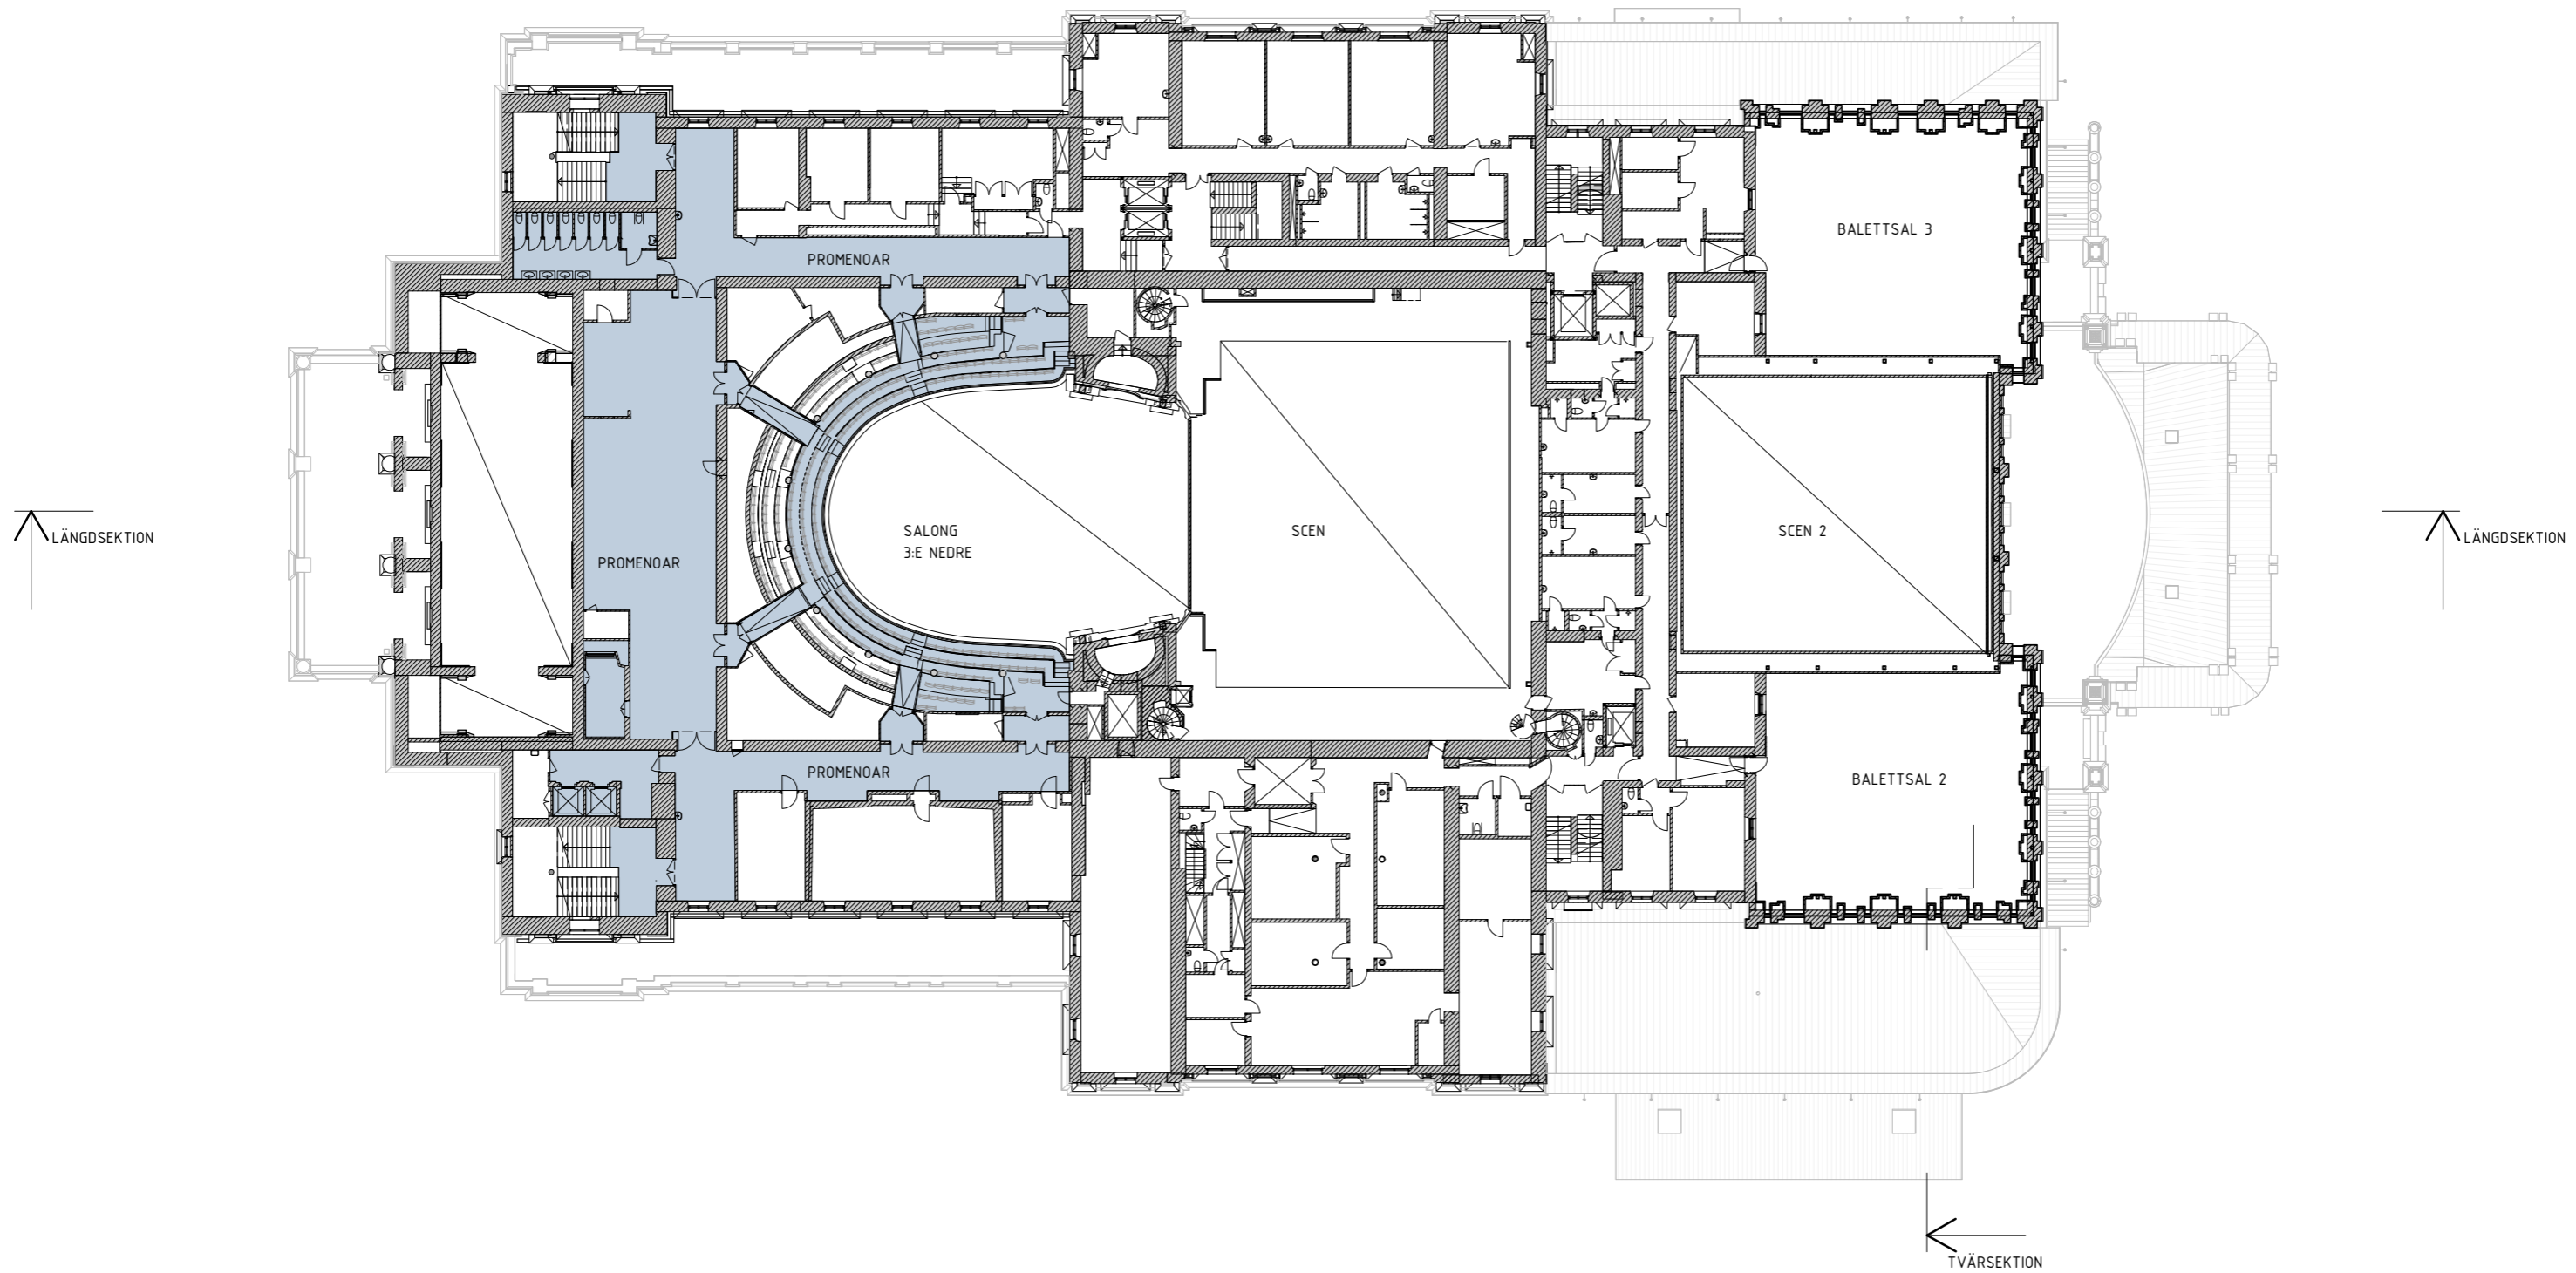 BALETTSAL 3
PROMENOAR
SALONG
3:E NEDRE
SCEN
SCEN 2
LÄNGDSEKTION
LÄNGDSEKTION
PROMENOAR
PROMENOAR
BALETTSAL 2
TVÄRSEKTION